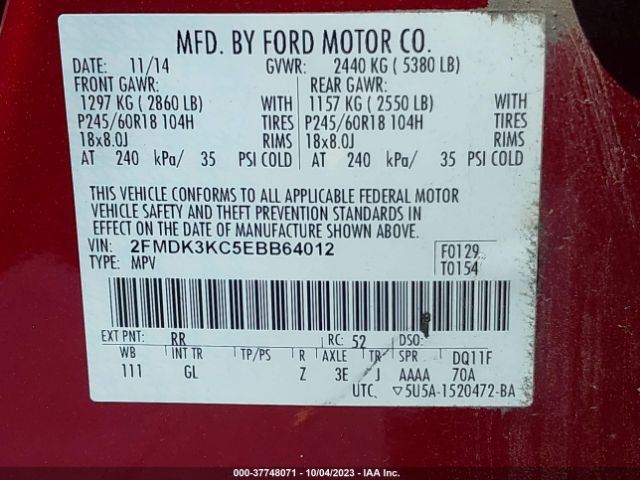 MFD. BY FORD MOTOR CO.
DATE: 11/14 GVWR: 2440 KG ( 5380 LB)
FRONT GAWR: REAR GAWR:
1297 KG ( 2860 LB) WITH 1157 KG ( 2550 LB) WITH
P245/60R18 104H TIRES P245/60R18 104H TIRES
18x8.0J RIMS 18x8.0J RIMS
AT 240 kPa/ 35 PSI COLD AT 240 kPa/ 35 PSI COLD
THIS VEHICLE CONFORMS TO ALL APPLICABLE FEDERAL MOTOR
VEHICLE SAFETY AND THEFT PREVENTION STANDARDS IN
EFFECT ON THE DATE OF MANUFACTURE SHOWN ABOVE.
VIN: 2FMDK3KC5EBB64012 F0129
TYPE: MPV T0154
EXT PNT: RR RC: 52 DSO:
WB INT TR TP/PS R AXLE TR SPR DQ11F
111 GL Z 3E J AAAA 70A
UTC ▽5U5A-1520472-BA
000-37748071 - 10/04/2023 - IAA Inc.